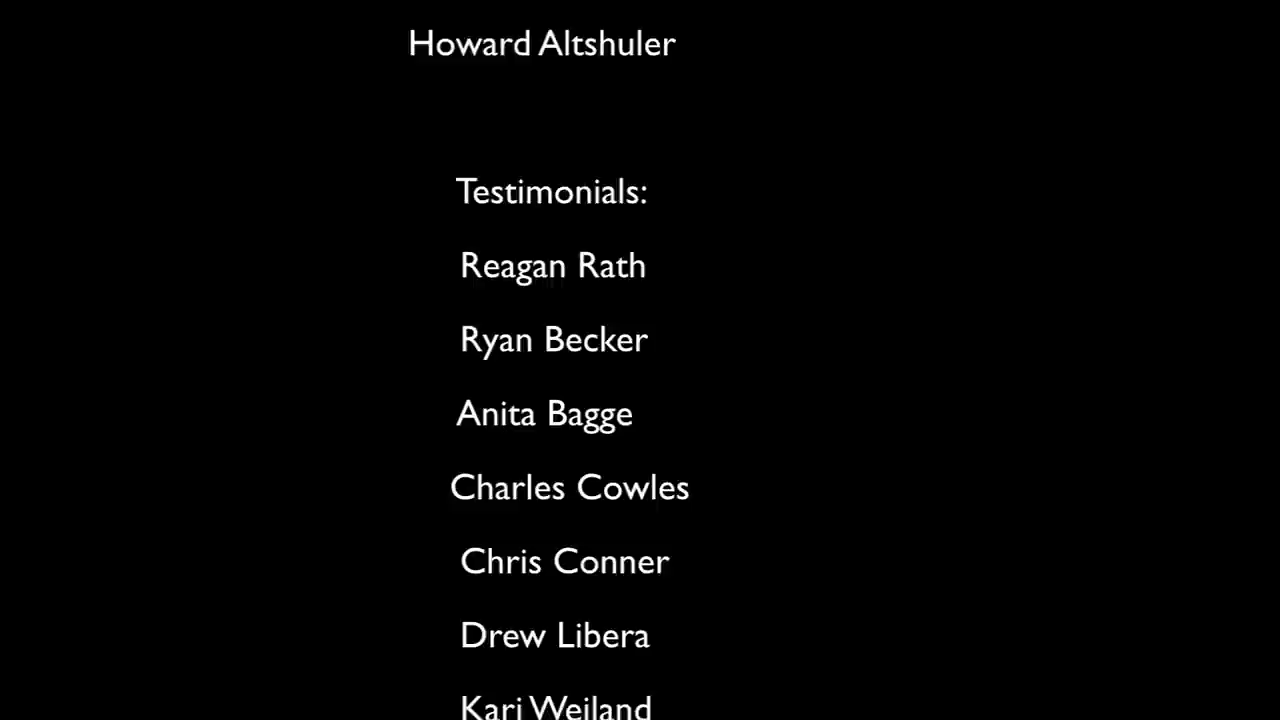 Howard Altshuler
Testimonials:
Reagan Rath
Ryan Becker
Anita Bagge
Charles Cowles
Chris Conner
Drew Libera
Kari Weiland